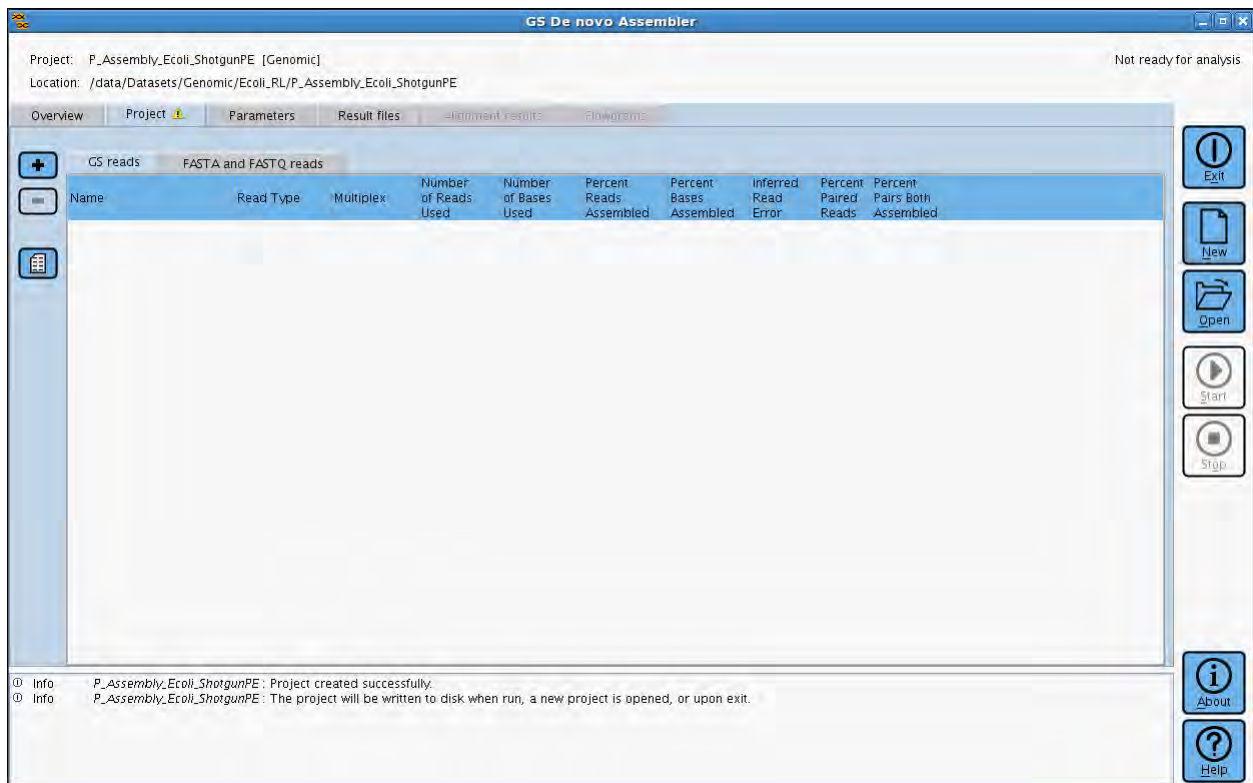 GS De novo Assembler
Project: P_Assembly_Ecoli_ShotgunPE [Genomic]
Not ready for analysis
Location: /data/Datasets/Genomic/Ecoli_RL/P_Assembly_Ecoli_ShotgunPE
Overview Project Parameters Result files Alignment results Flowgrams
GS reads FASTA and FASTQ reads
Name Read Type Multiplex Number of Reads Used Number of Bases Used Percent Reads Assembled Percent Bases Assembled Inferred Read Error Percent Paired Reads Percent Pairs Both Assembled
Exit
New
Open
Start
Stop
Info P_Assembly_Ecoli_ShotgunPE : Project created successfully.
Info P_Assembly_Ecoli_ShotgunPE : The project will be written to disk when run, a new project is opened, or upon exit.
About
Help